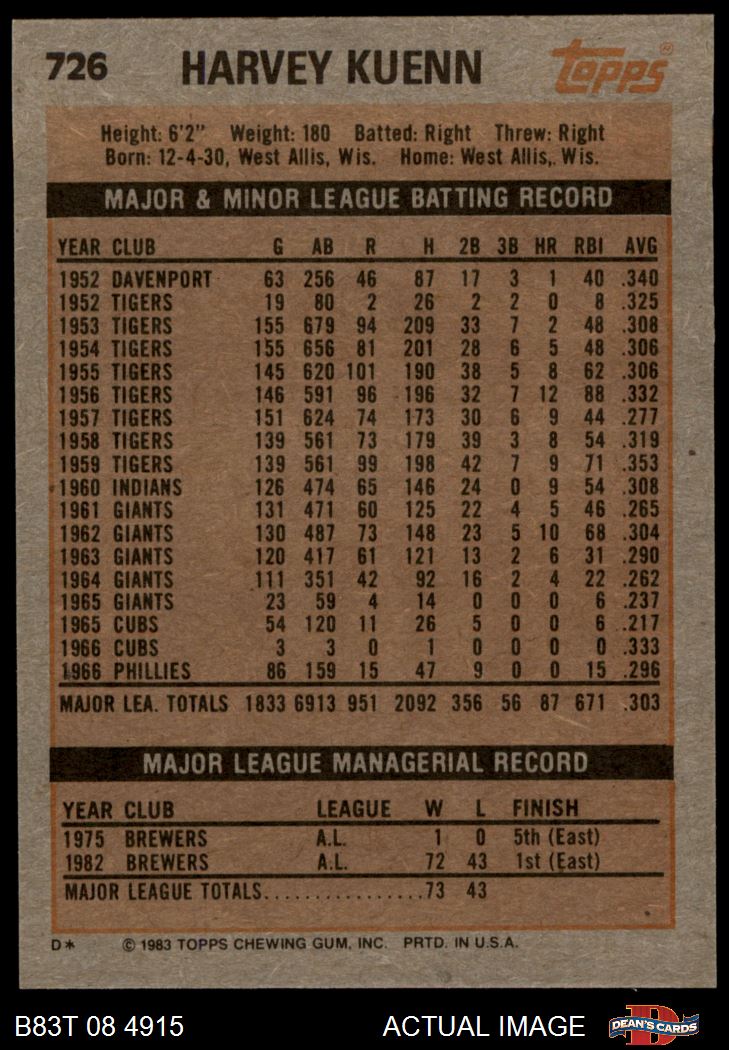 726 HARVEY KUENN Topps
Height: 6'2" Weight: 180 Batted: Right Threw: Right
Born: 12-4-30, West Allis, Wis. Home: West Allis,. Wis.
MAJOR & MINOR LEAGUE BATTING RECORD
YEAR CLUB G AB R H 2B 3B HR RBI AVG
1952 DAVENPORT 63 256 46 87 17 3 1 40 .340
1952 TIGERS 19 80 2 26 2 2 0 8 .325
1953 TIGERS 155 679 94 209 33 7 2 48 .308
1954 TIGERS 155 656 81 201 28 6 5 48 .306
1955 TIGERS 145 620 101 190 38 5 8 62 .306
1956 TIGERS 146 591 96 196 32 7 12 88 .332
1957 TIGERS 151 624 74 173 30 6 9 44 .277
1958 TIGERS 139 561 73 179 39 3 8 54 .319
1959 TIGERS 139 561 99 198 42 7 9 71 .353
1960 INDIANS 126 474 65 146 24 0 9 54 .308
1961 GIANTS 131 471 60 125 22 4 5 46 .265
1962 GIANTS 130 487 73 148 23 5 10 68 .304
1963 GIANTS 120 417 61 121 13 2 6 31 .290
1964 GIANTS 111 351 42 92 16 2 4 22 .262
1965 GIANTS 23 59 4 14 0 0 0 6 .237
1965 CUBS 54 120 11 26 5 0 0 6 .217
1966 CUBS 3 3 0 1 0 0 0 0 .333
1966 PHILLIES 86 159 15 47 9 0 0 15 .296
MAJOR LEA. TOTALS 1833 6913 951 2092 356 56 87 671 .303
MAJOR LEAGUE MANAGERIAL RECORD
YEAR CLUB LEAGUE W L FINISH
1975 BREWERS A.L. 1 0 5th (East)
1982 BREWERS A.L. 72 43 1st (East)
MAJOR LEAGUE TOTALS................73 43
D* © 1983 TOPPS CHEWING GUM, INC. PRTD. IN U.S.A.
B83T 08 4915 ACTUAL IMAGE D DEAN'S CARDS